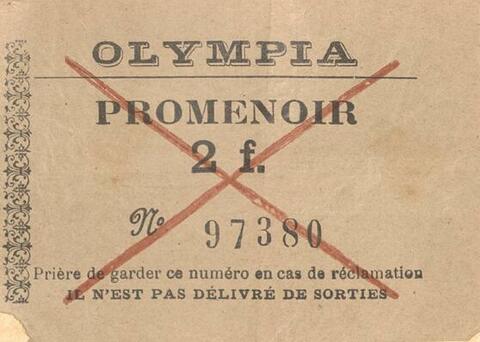 OLYMPIA
PROMENOIR
2 f.
No 97380
Prière de garder ce numéro en cas de réclamation
IL N'EST PAS DÉLIVRÉ DE SORTIES